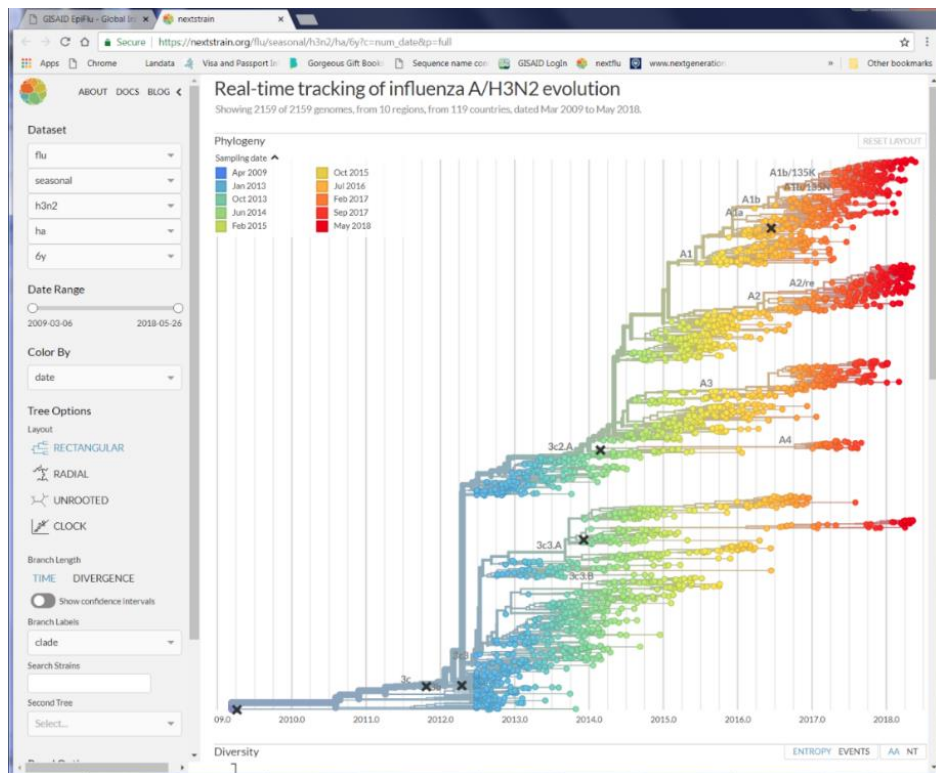 GISAID EpiFlu - Global In
nextstrain
Secure https://nextstrain.org/flu/seasonal/h3n2/ha/6y?c=num_date&p=full
Apps Chrome Landata Visa and Passport In Gorgeous Gift Book Sequence name con GISAID LogIn nextflu www.nextgeneration » Other bookmarks
ABOUT DOCS BLOG
Real-time tracking of influenza A/H3N2 evolution
Showing 2159 of 2159 genomes, from 10 regions, from 119 countries, dated Mar 2009 to May 2018.
Dataset
flu
seasonal
h3n2
ha
6y
Date Range
2009-03-06 2018-05-26
Color By
date
Tree Options
Layout
RECTANGULAR
RADIAL
UNROOTED
CLOCK
Branch Length
TIME DIVERGENCE
Show confidence intervals
Branch Labels
clade
Search Strains
Second Tree
Select...
Phylogeny
RESET LAYOUT
Sampling date
Apr 2009 Oct 2015
Jan 2013 Jul 2016
Oct 2013 Feb 2017
Jun 2014 Sep 2017
Feb 2015 May 2018
A1b/135K
A1b/135N
A1b
A1a
A1
A2/re
A2
A3
A4
3c2.A
3c3.A
3c3.B
3c
09.0 2010.0 2011.0 2012.0 2013.0 2014.0 2015.0 2016.0 2017.0 2018.0
Diversity
ENTROPY EVENTS AA NT